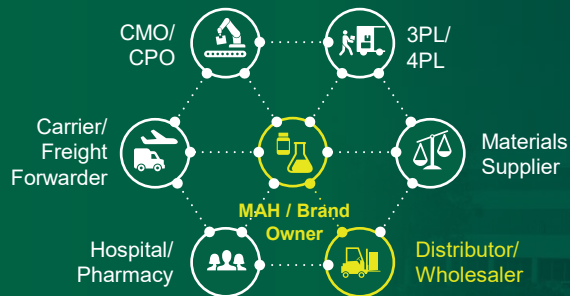 CMO/
CPO
3PL/
4PL
Carrier/
Freight
Forwarder
Materials
Supplier
MAH / Brand
Owner
Hospital/
Pharmacy
Distributor/
Wholesaler